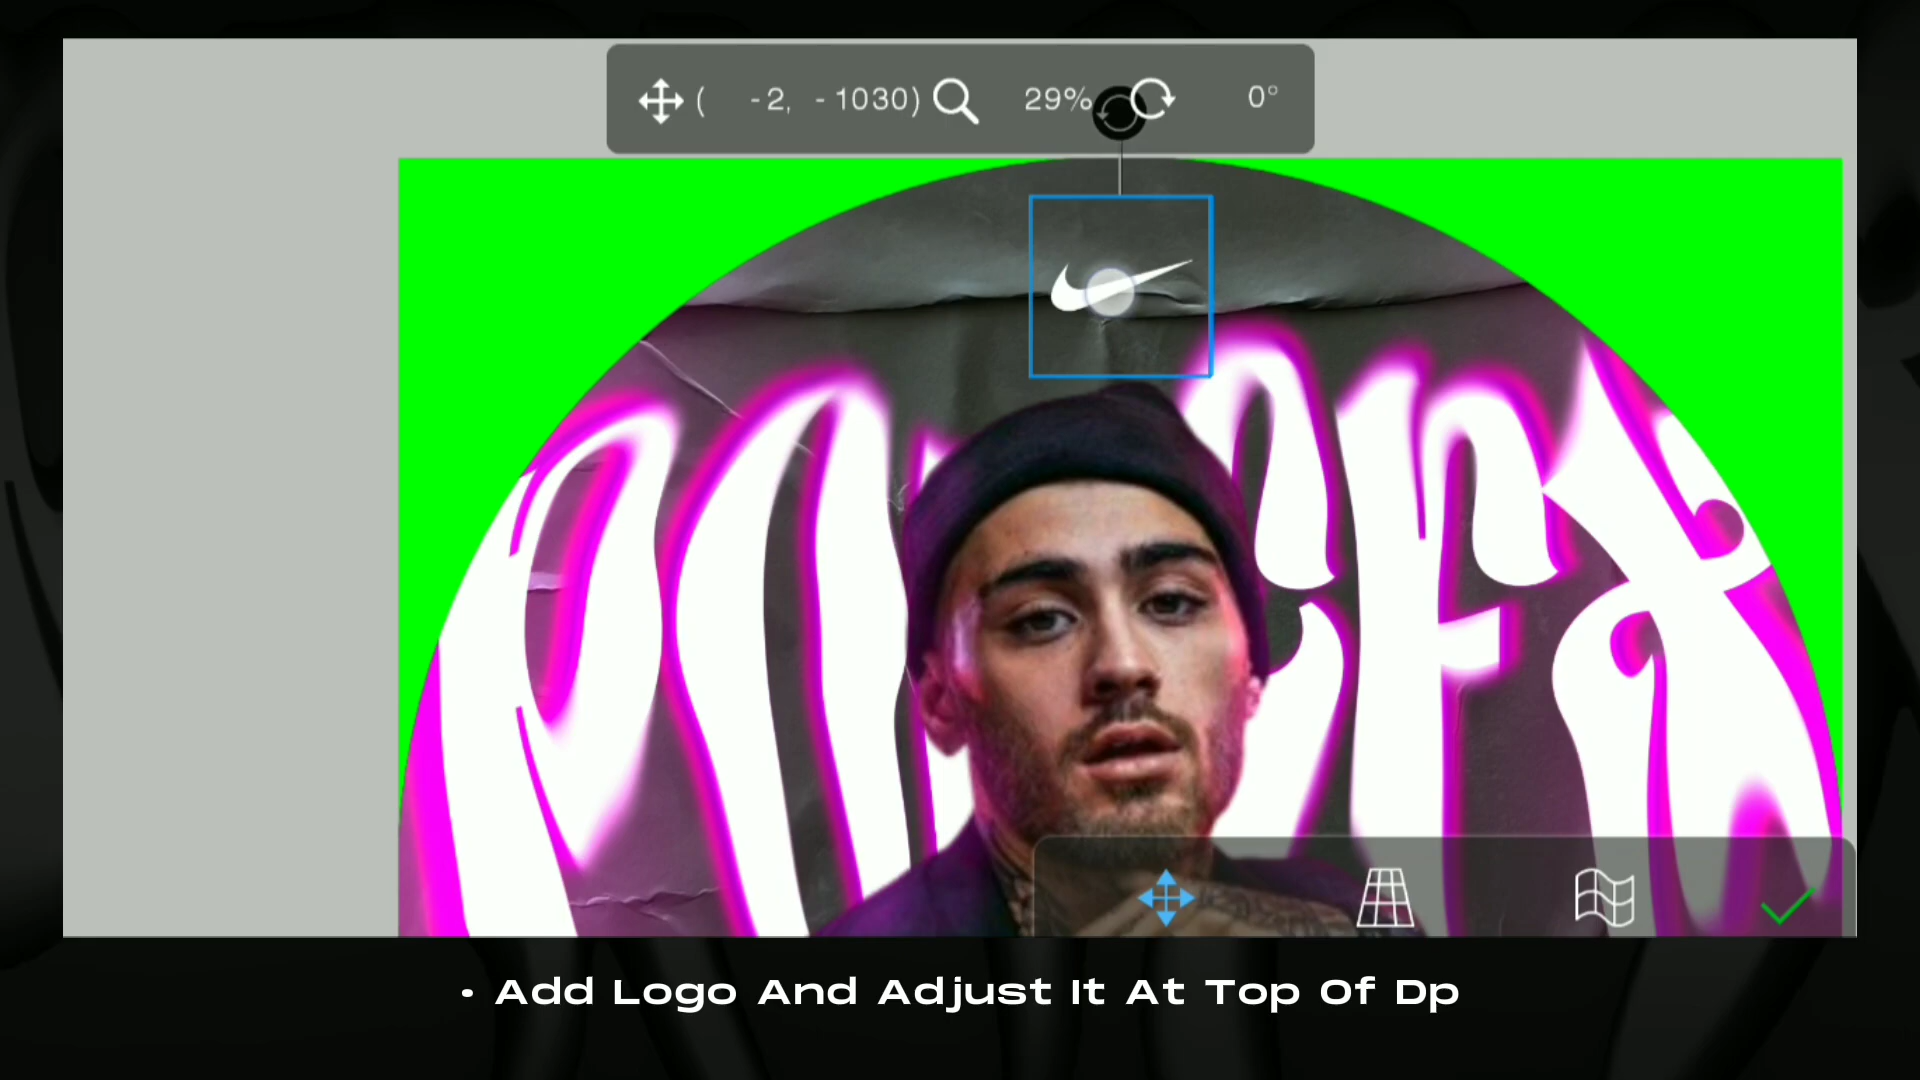 ( -2, -1030) 29% 0°
• Add Logo And Adjust It At Top Of Dp